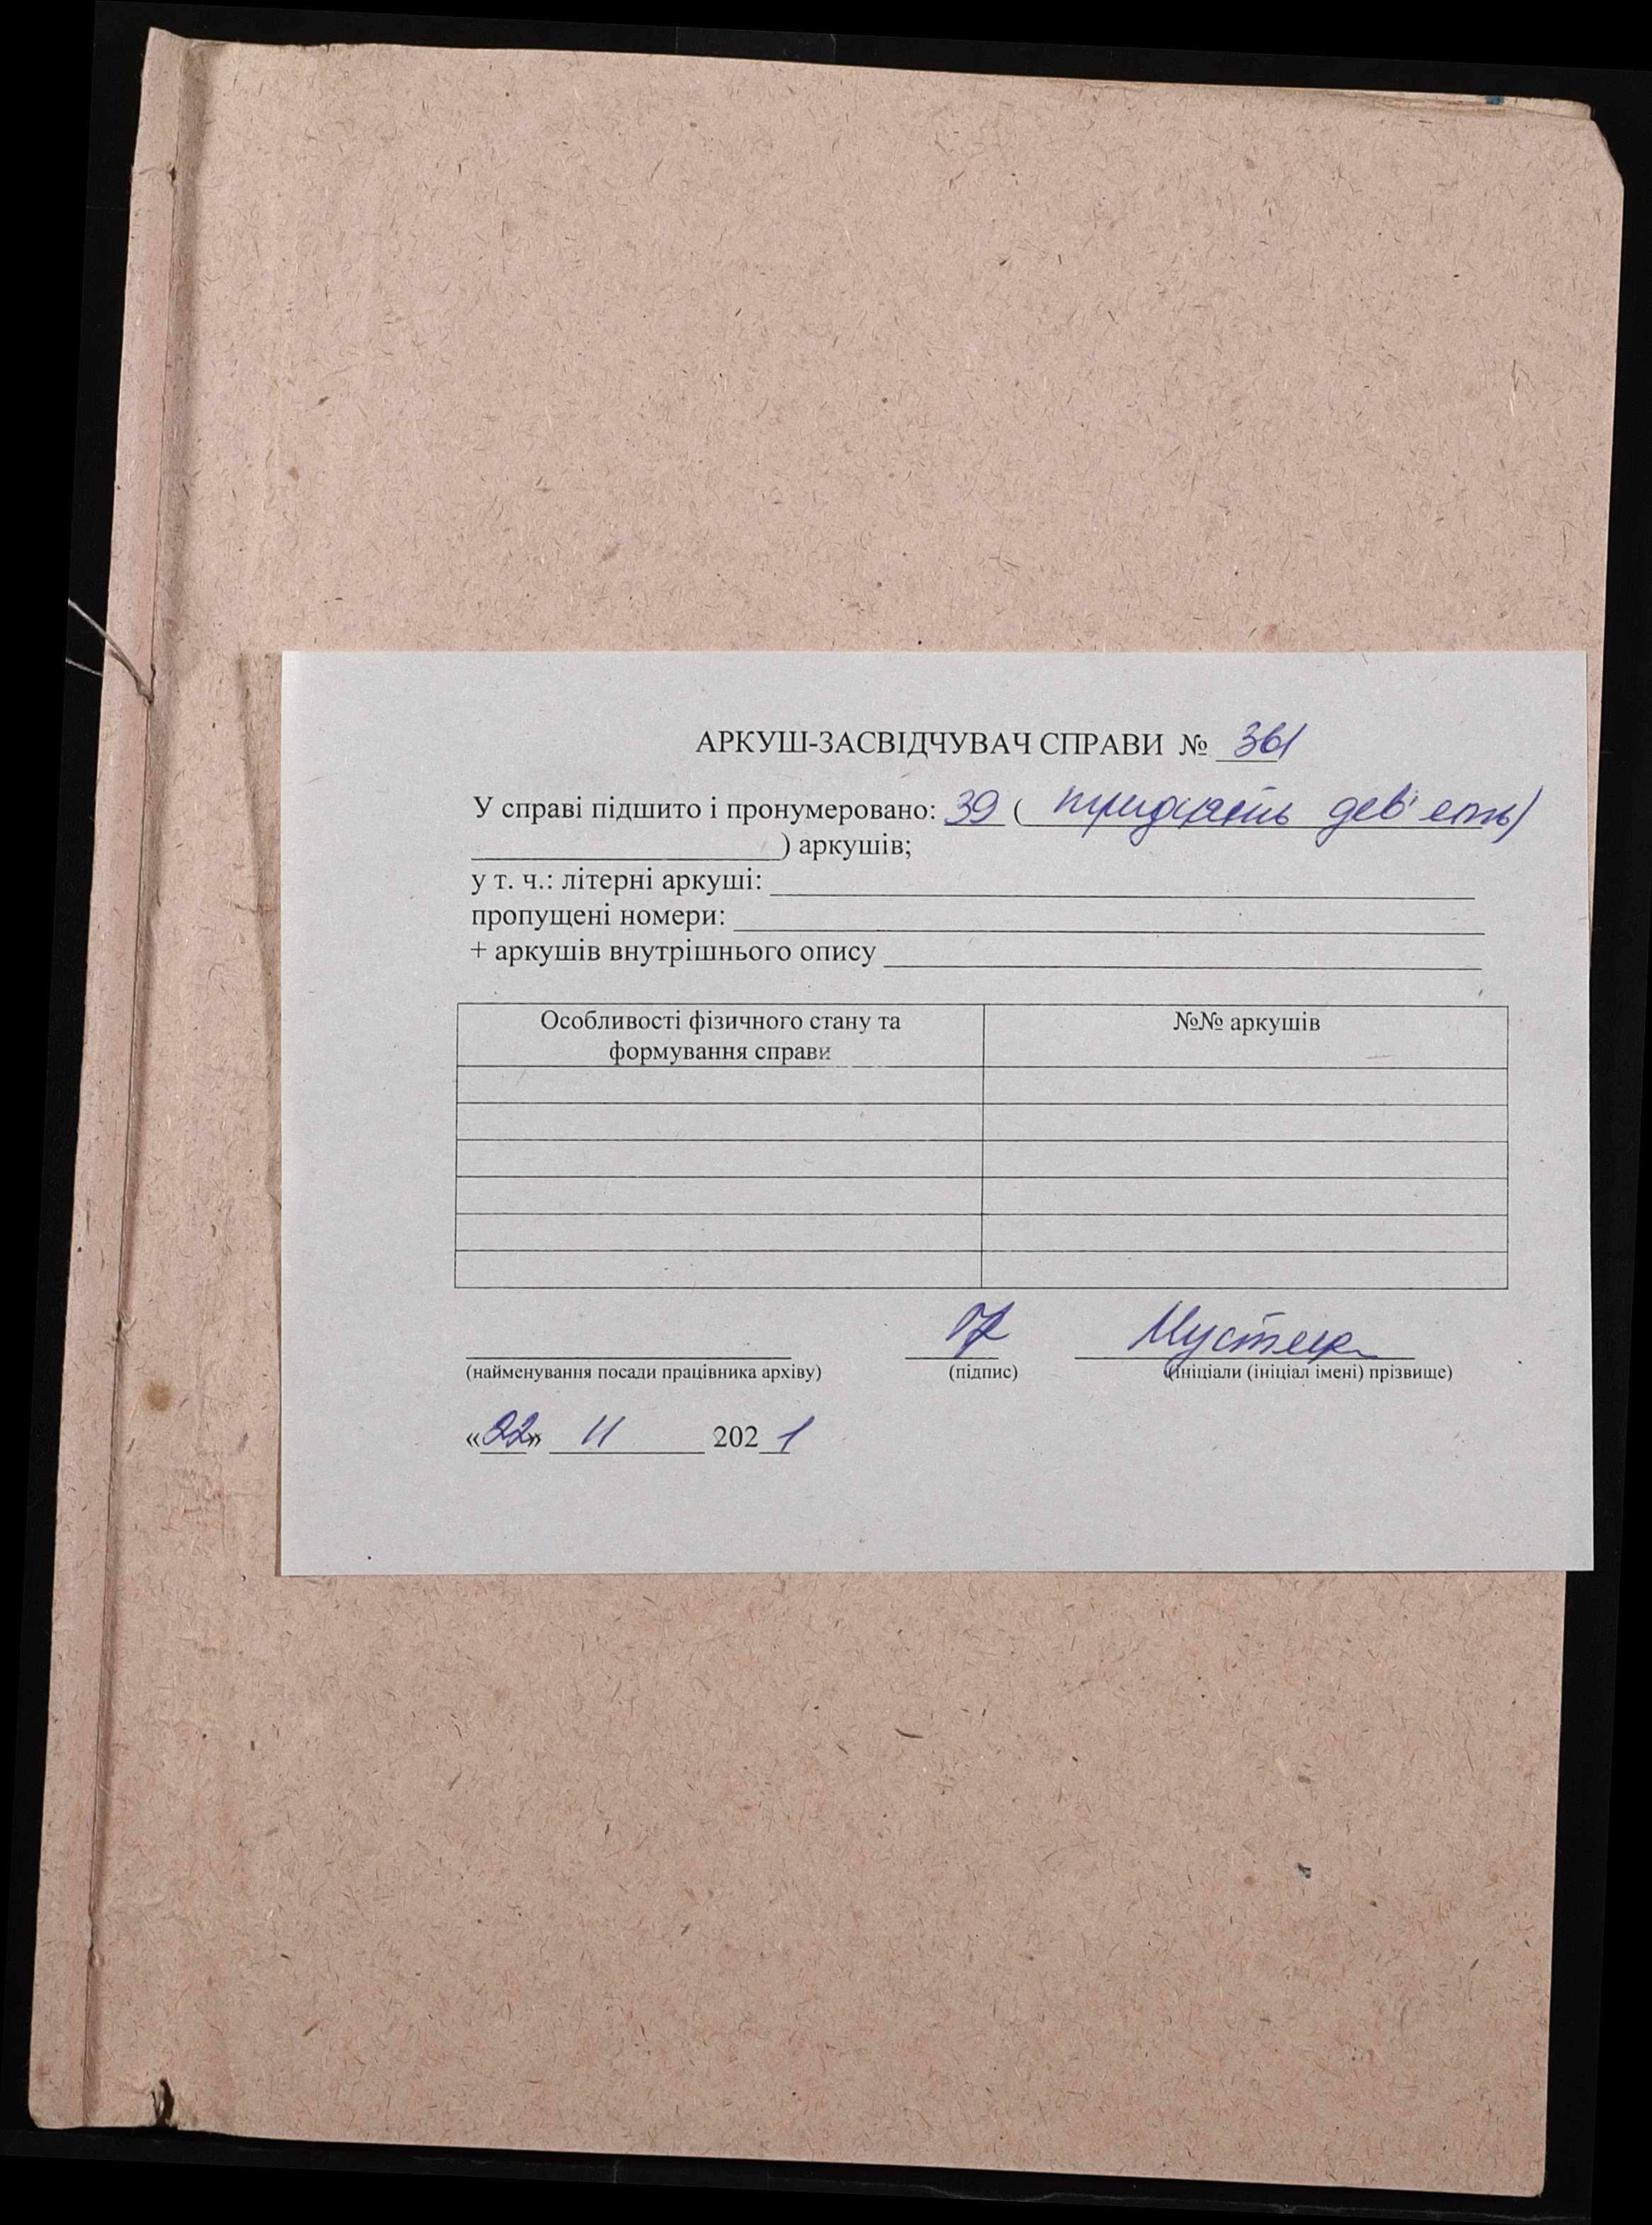 АРКУШ-ЗАСВІДЧУВАЧ СПРАВИ № 361
У справі підшито і пронумеровано: 39 ( тридцять дев'ять)
) аркушів;
у т. ч.: літерні аркуші:
пропущені номери:
+ аркушів внутрішнього опису
Особливості фізичного стану та формування справи
№№ аркушів
(найменування посади працівника архіву)
(підпис)
(ініціали (ініціал імені) прізвище)
«22» 11 2021